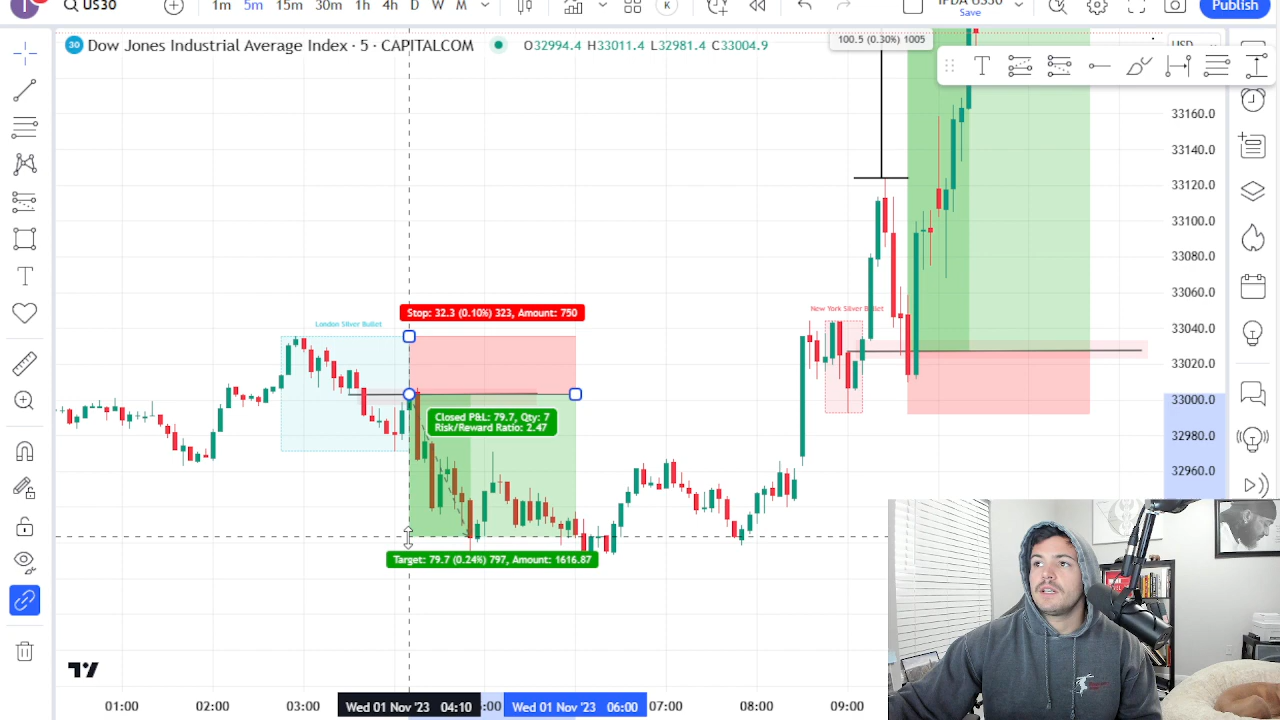 US30
1m 5m 15m 30m 1h 4h D W M
K
IPDA US30
Save
Publish
30 Dow Jones Industrial Average Index · 5 · CAPITALCOM O32994.4 H33011.4 L32981.4 C33004.9
100.5 (0.30%) 1005
USD
T
T
33160.0
33140.0
33120.0
33100.0
33080.0
33060.0
33040.0
33020.0
33000.0
32980.0
32960.0
London Silver Bullet
Stop: 32.3 (0.10%) 323, Amount: 750
New York Silver Bullet
Closed P&L: 79.7, Qty: 7
Risk/Reward Ratio: 2.47
Target: 79.7 (0.24%) 797, Amount: 1616.87
01:00 02:00 03:00 Wed 01 Nov '23 04:10 Wed 01 Nov '23 06:00 07:00 08:00 09:00